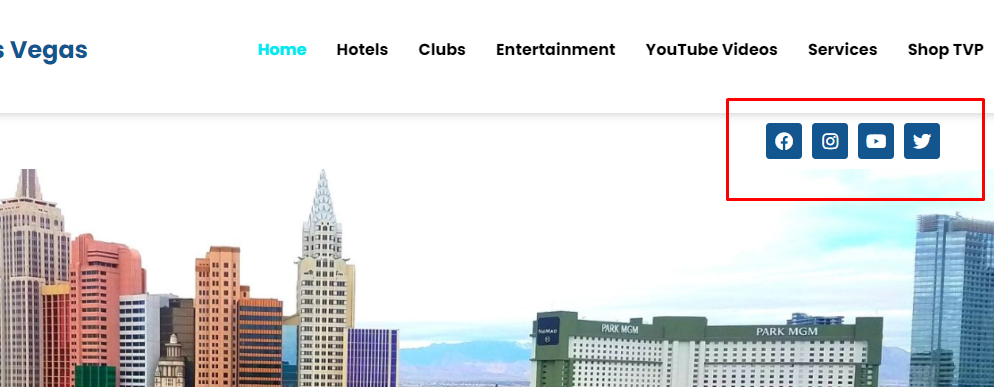 s Vegas
Home Hotels Clubs Entertainment YouTube Videos Services Shop TVP
NOMAD
PARK MGM PARK MGM